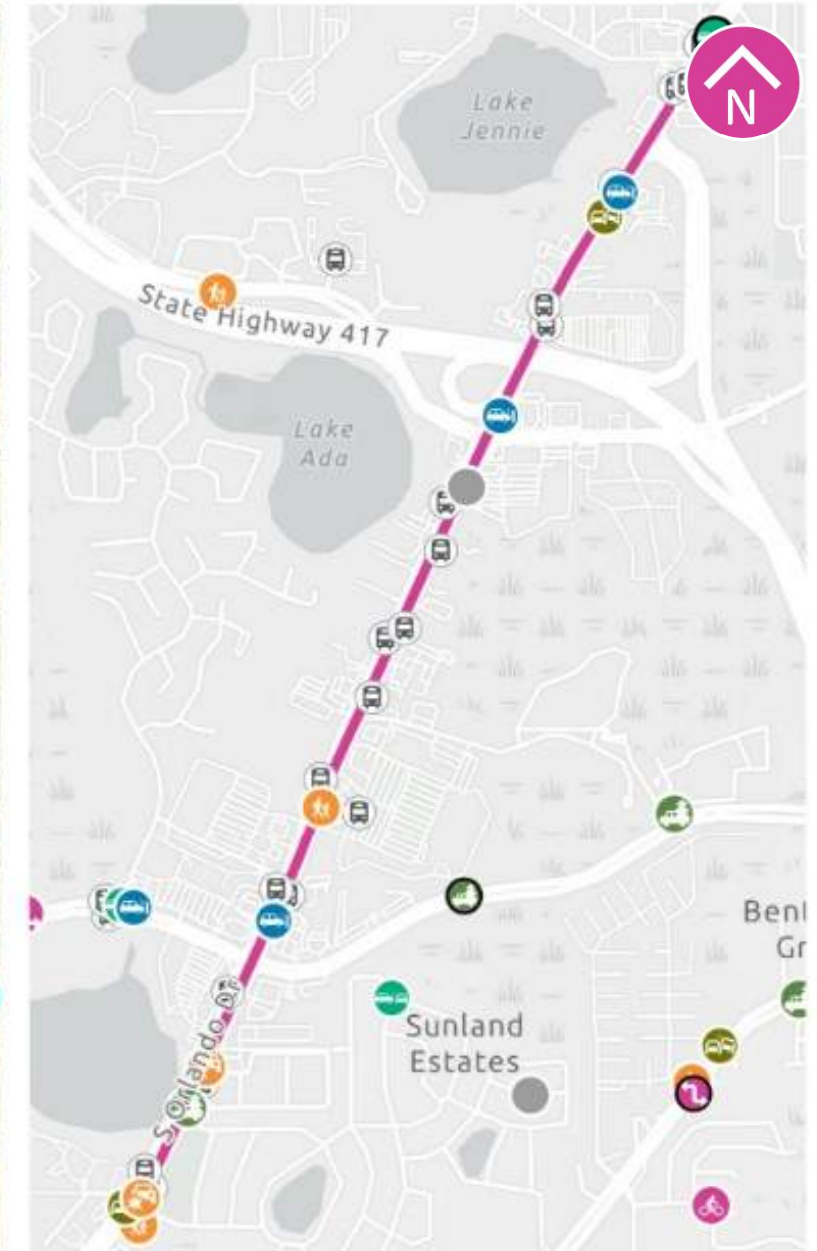 N
Lake
Jennie
State Highway 417
Lake
Ada
Sunland
Estates
S Orlando